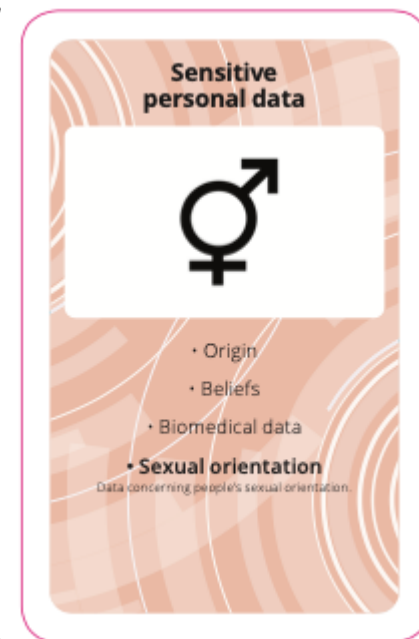 Sensitive
personal data
• Origin
• Beliefs
• Biomedical data
• Sexual orientation
Data concerning people's sexual orientation.